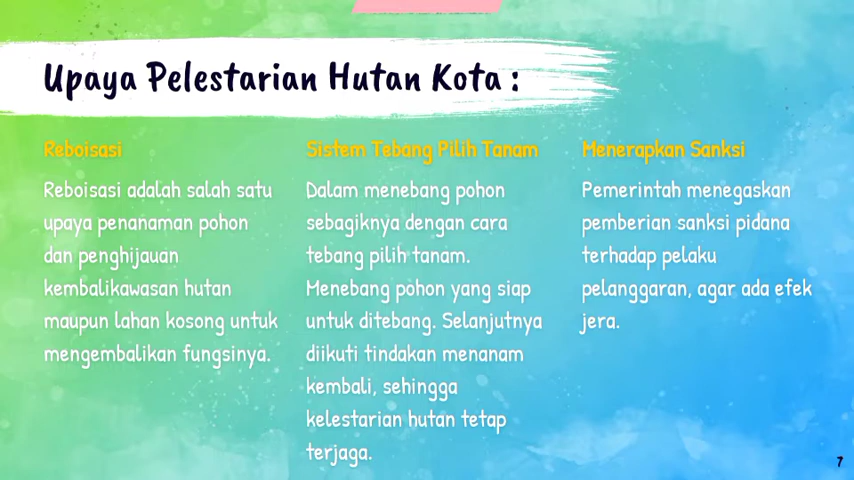 Upaya Pelestarian Hutan Kota :
Reboisasi
Reboisasi adalah salah satu
upaya penanaman pohon
dan penghijauan
kembalikawasan hutan
maupun lahan kosong untuk
mengembalikan fungsinya.
Sistem Tebang Pilih Tanam
Dalam menebang pohon
sebagiknya dengan cara
tebang pilih tanam.
Menebang pohon yang siap
untuk ditebang. Selanjutnya
diikuti tindakan menanam
kembali, sehingga
kelestarian hutan tetap
terjaga.
Menerapkan Sanksi
Pemerintah menegaskan
pemberian sanksi pidana
terhadap pelaku
pelanggaran, agar ada efek
jera.
7